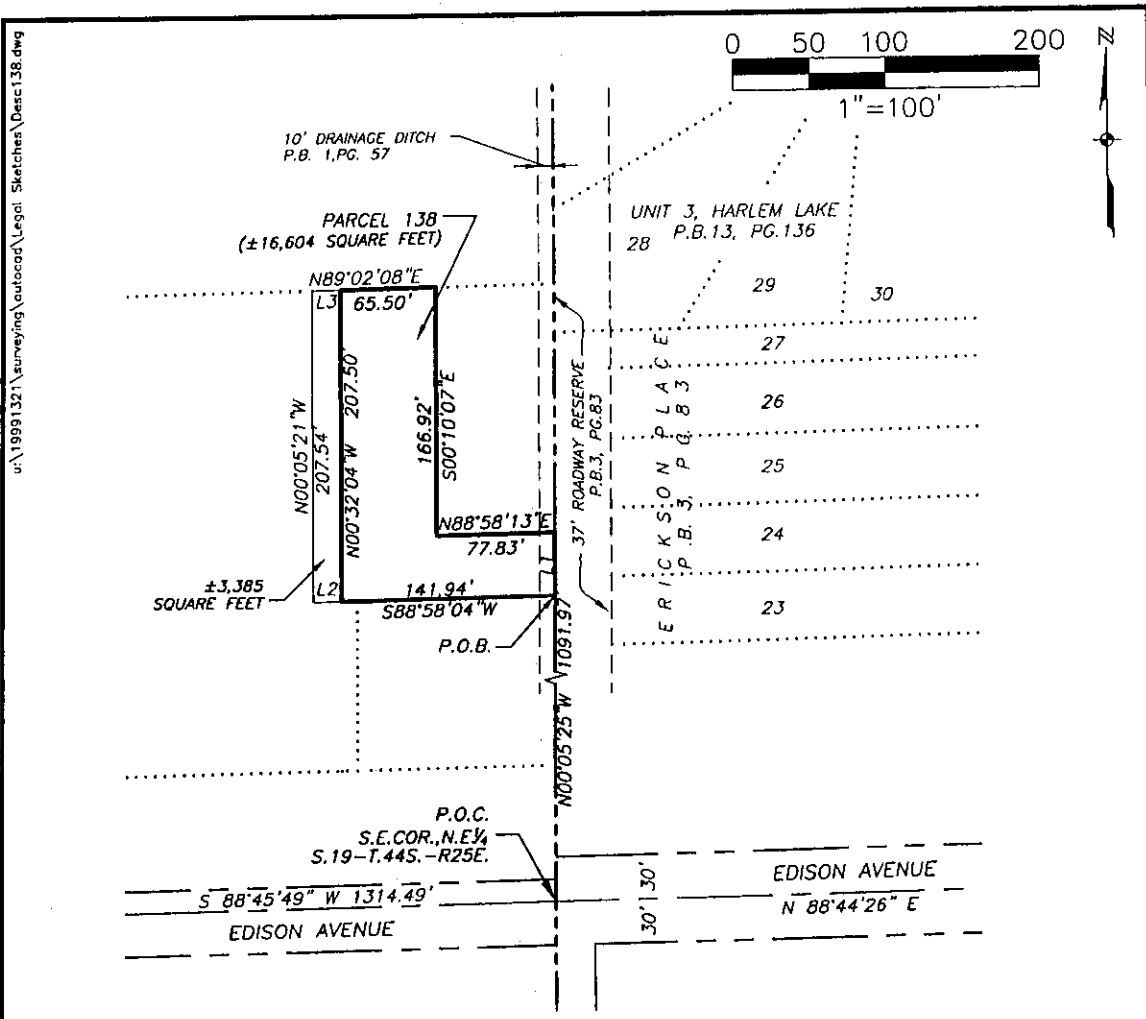 u:\19991321\surveying\autocad\Legal Sketches\Desc138.dwg
0 50 100 200
1"=100'
N
10' DRAINAGE DITCH
P.B. 1,PG. 57
PARCEL 138
(±16,604 SQUARE FEET)
UNIT 3, HARLEM LAKE
P.B.13, PG.136
28
29
30
27
26
25
24
23
N89°02'08"E
L3 65.50'
N00°05'21"W
207.54'
N00°32'04"W 207.50'
166.92'
S00°10'07"E
37' ROADWAY RESERVE
P.B.3, PG.83
ERICKSON PLACE
P.B.3, PG.83
N88°58'13"E
77.83'
L1
±3,385
SQUARE FEET
L2
141.94'
S88°58'04"W
P.O.B.
N00°05'25"W 1091.97
P.O.C.
S.E.COR.,N.E¼
S.19-T.44S.-R25E.
S 88°45'49" W 1314.49'
EDISON AVENUE
30' 30'
EDISON AVENUE
N 88°44'26" E